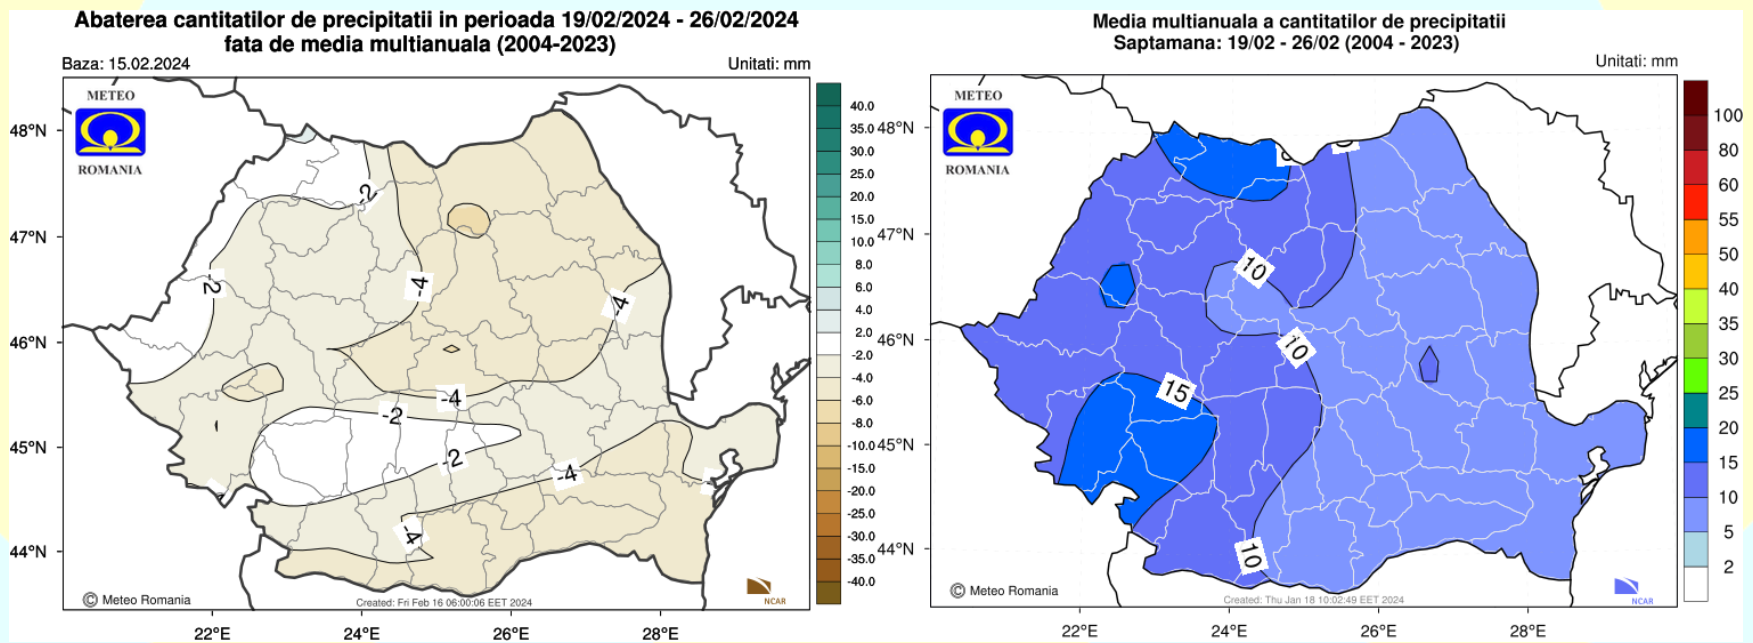 Abaterea cantitatilor de precipitatii in perioada 19/02/2024 - 26/02/2024
fata de media multianuala (2004-2023)
Baza: 15.02.2024
Unitati: mm
METEO
ROMANIA
48°N
47°N
46°N
45°N
44°N
22°E
24°E
26°E
28°E
-2
-4
2
-4
-4
-2
2
-4
-4
40.0
35.0
30.0
25.0
20.0
15.0
10.0
8.0
6.0
4.0
2.0
-2.0
-4.0
-6.0
-8.0
-10.0
-15.0
-20.0
-25.0
-30.0
-35.0
-40.0
© Meteo Romania
Created: Fri Feb 16 06:00:06 EET 2024
NCAR
Media multianuala a cantitatilor de precipitatii
Saptamana: 19/02 - 26/02 (2004 - 2023)
Unitati: mm
METEO
ROMANIA
48°N
47°N
46°N
45°N
44°N
22°E
24°E
26°E
28°E
10
10
15
10
100
80
60
55
50
40
35
30
25
20
15
10
5
2
© Meteo Romania
Created: Thu Jan 18 10:02:49 EET 2024
NCAR